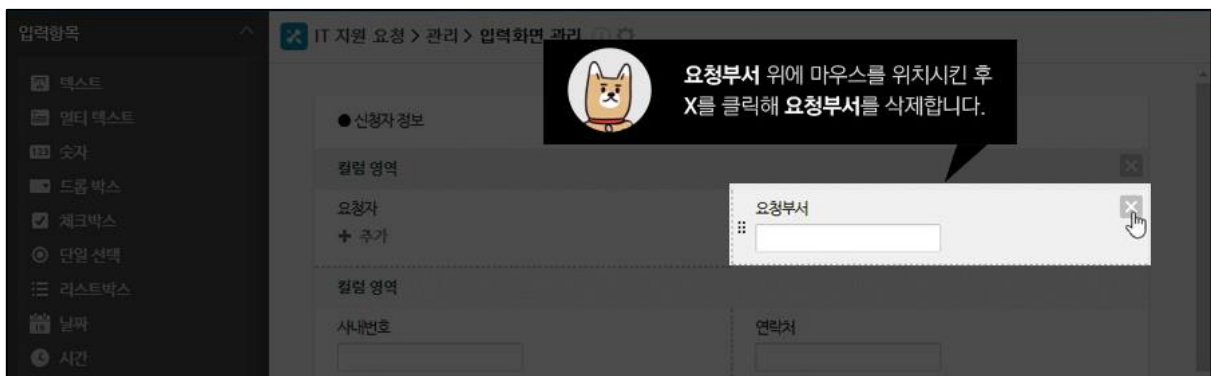 입력항목
IT 지원 요청 > 관리 > 입력화면 관리
요청부서 위에 마우스를 위치시킨 후
X를 클릭해 요청부서를 삭제합니다.
텍스트
멀티 텍스트
123 숫자
드롭 박스
체크박스
단일 선택
리스트박스
날짜
시간
● 신청자 정보
컬럼 영역
요청자
+ 추가
요청부서
컬럼 영역
사내번호
연락처